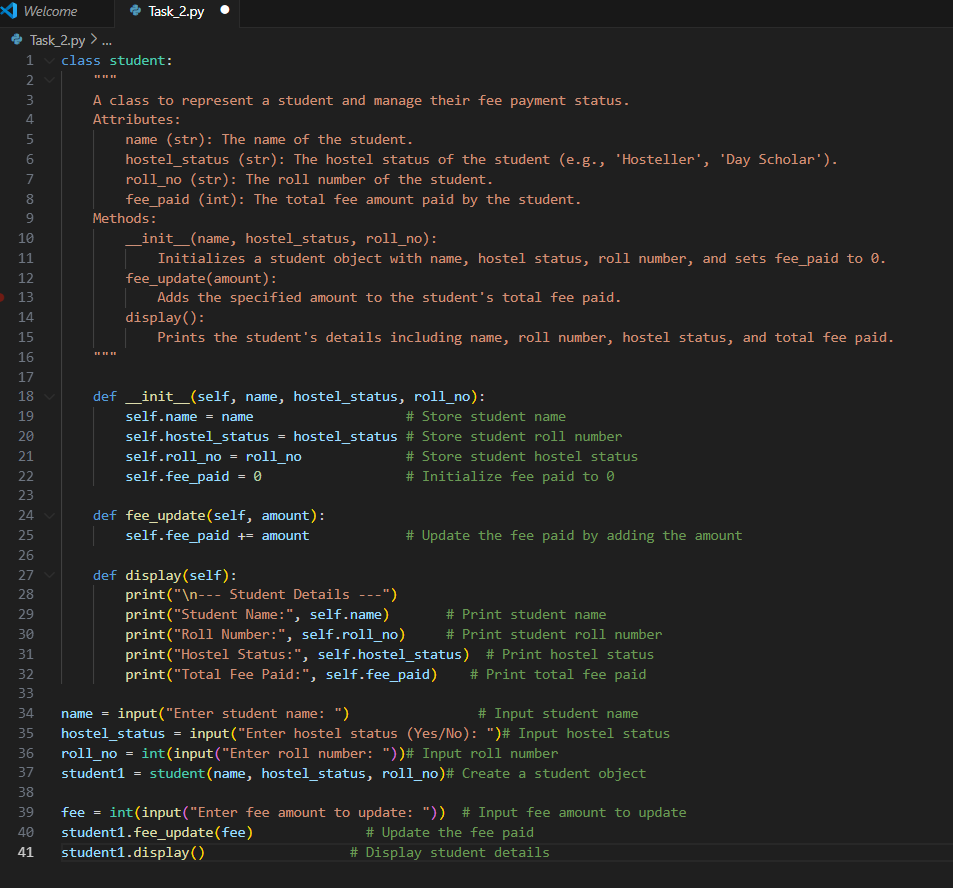 Welcome Task_2.py
Task_2.py > ...
1 class student:
2     """
3     A class to represent a student and manage their fee payment status.
4     Attributes:
5         name (str): The name of the student.
6         hostel_status (str): The hostel status of the student (e.g., 'Hosteller', 'Day Scholar').
7         roll_no (str): The roll number of the student.
8         fee_paid (int): The total fee amount paid by the student.
9     Methods:
10         __init__(name, hostel_status, roll_no):
11             Initializes a student object with name, hostel status, roll number, and sets fee_paid to 0.
12         fee_update(amount):
13             Adds the specified amount to the student's total fee paid.
14         display():
15             Prints the student's details including name, roll number, hostel status, and total fee paid.
16     """
17
18     def __init__(self, name, hostel_status, roll_no):
19         self.name = name                   # Store student name
20         self.hostel_status = hostel_status # Store student roll number
21         self.roll_no = roll_no             # Store student hostel status
22         self.fee_paid = 0                  # Initialize fee paid to 0
23
24     def fee_update(self, amount):
25         self.fee_paid += amount            # Update the fee paid by adding the amount
26
27     def display(self):
28         print("\n--- Student Details ---")
29         print("Student Name:", self.name)       # Print student name
30         print("Roll Number:", self.roll_no)     # Print student roll number
31         print("Hostel Status:", self.hostel_status)  # Print hostel status
32         print("Total Fee Paid:", self.fee_paid)    # Print total fee paid
33
34 name = input("Enter student name: ")                # Input student name
35 hostel_status = input("Enter hostel status (Yes/No): ")# Input hostel status
36 roll_no = int(input("Enter roll number: "))# Input roll number
37 student1 = student(name, hostel_status, roll_no)# Create a student object
38
39 fee = int(input("Enter fee amount to update: "))  # Input fee amount to update
40 student1.fee_update(fee)              # Update the fee paid
41 student1.display()                  # Display student details